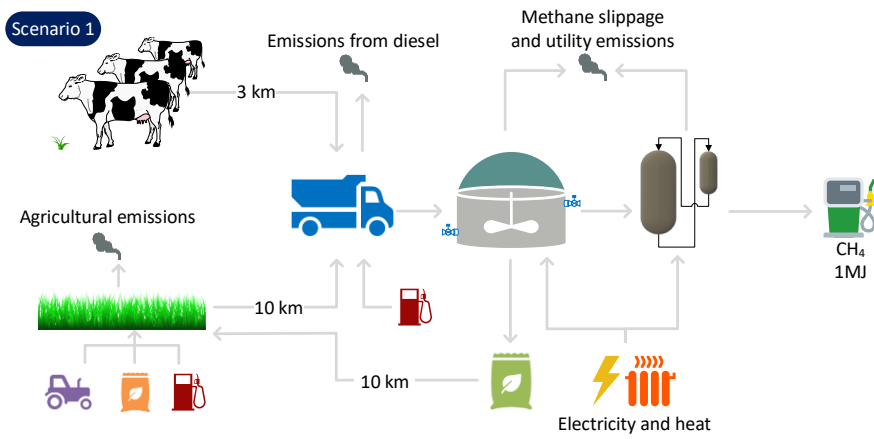 Scenario 1
Emissions from diesel
Methane slippage
and utility emissions
3 km
Agricultural emissions
10 km
CH₄
1MJ
10 km
Electricity and heat